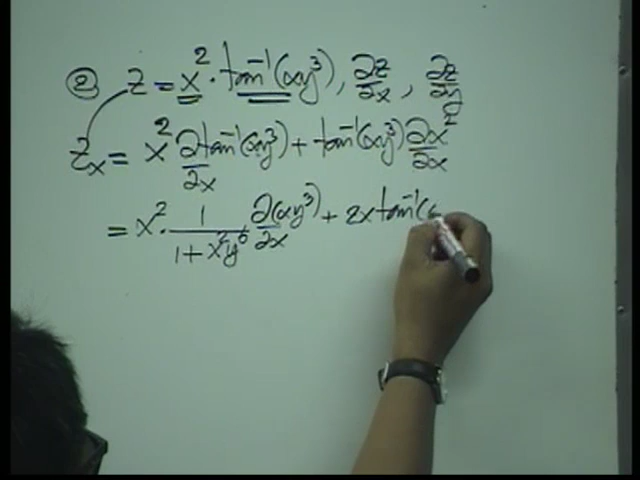 ② z = x² · tan⁻¹(xy³), ∂z/∂x, ∂z/∂y
z_x = x² ∂/∂x tan⁻¹(xy³) + tan⁻¹(xy³) ∂x²/∂x
= x² · 1/(1+x²y⁶) ∂(xy³)/∂x + 2x tan⁻¹(